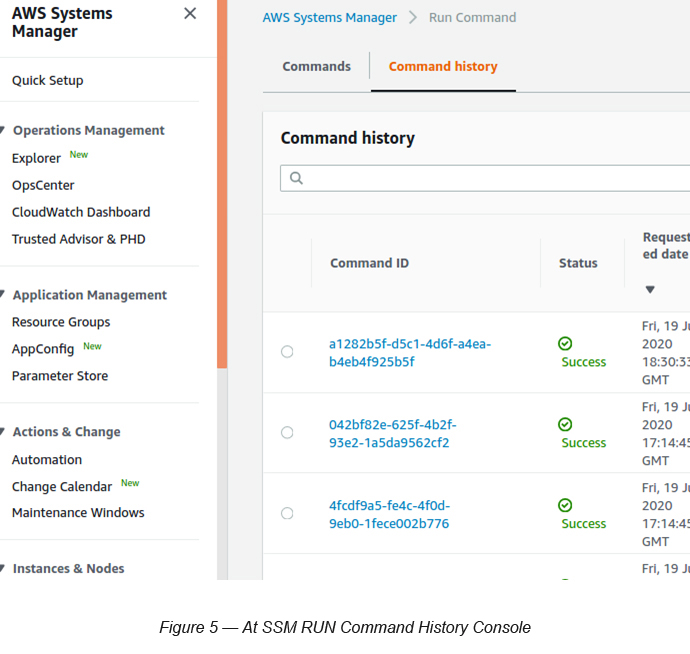 AWS Systems
Manager
Quick Setup
Operations Management
Explorer New
OpsCenter
CloudWatch Dashboard
Trusted Advisor & PHD
Application Management
Resource Groups
AppConfig New
Parameter Store
Actions & Change
Automation
Change Calendar New
Maintenance Windows
Instances & Nodes
AWS Systems Manager > Run Command
Commands Command history
Command history
Command ID Status Request
ed date
a1282b5f-d5c1-4d6f-a4ea-
b4eb4f925b5f
Success
Fri, 19 Ju
2020
18:30:33
GMT
042bf82e-625f-4b2f-
93e2-1a5da9562cf2
Success
Fri, 19 Ju
2020
17:14:45
GMT
4fcdf9a5-fe4c-4f0d-
9eb0-1fece002b776
Success
Fri, 19 Ju
2020
17:14:45
GMT
Fri, 19 Ju
Figure 5 — At SSM RUN Command History Console